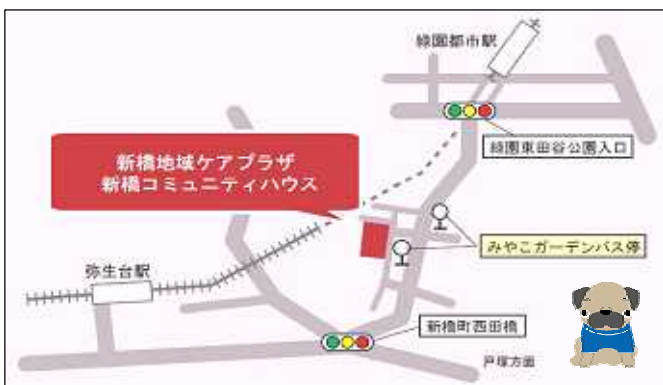 緑園都市駅
緑園東田谷公園入口
新橋地域ケアプラザ
新橋コミュニティハウス
みやこガーデンバス停
弥生台駅
新橋町西田橋
戸塚方面